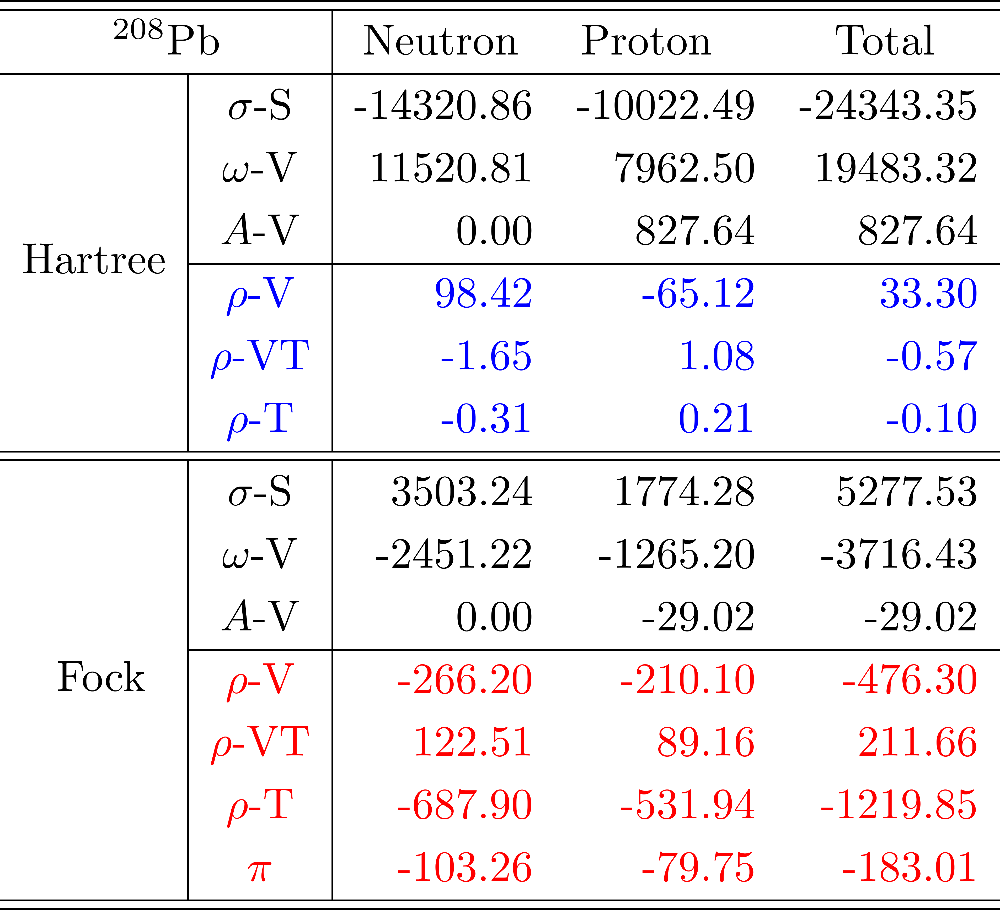 ²⁰⁸Pb Neutron Proton Total
σ-S -14320.86 -10022.49 -24343.35
ω-V 11520.81 7962.50 19483.32
A-V 0.00 827.64 827.64
Hartree
ρ-V 98.42 -65.12 33.30
ρ-VT -1.65 1.08 -0.57
ρ-T -0.31 0.21 -0.10
σ-S 3503.24 1774.28 5277.53
ω-V -2451.22 -1265.20 -3716.43
A-V 0.00 -29.02 -29.02
Fock ρ-V -266.20 -210.10 -476.30
ρ-VT 122.51 89.16 211.66
ρ-T -687.90 -531.94 -1219.85
π -103.26 -79.75 -183.01